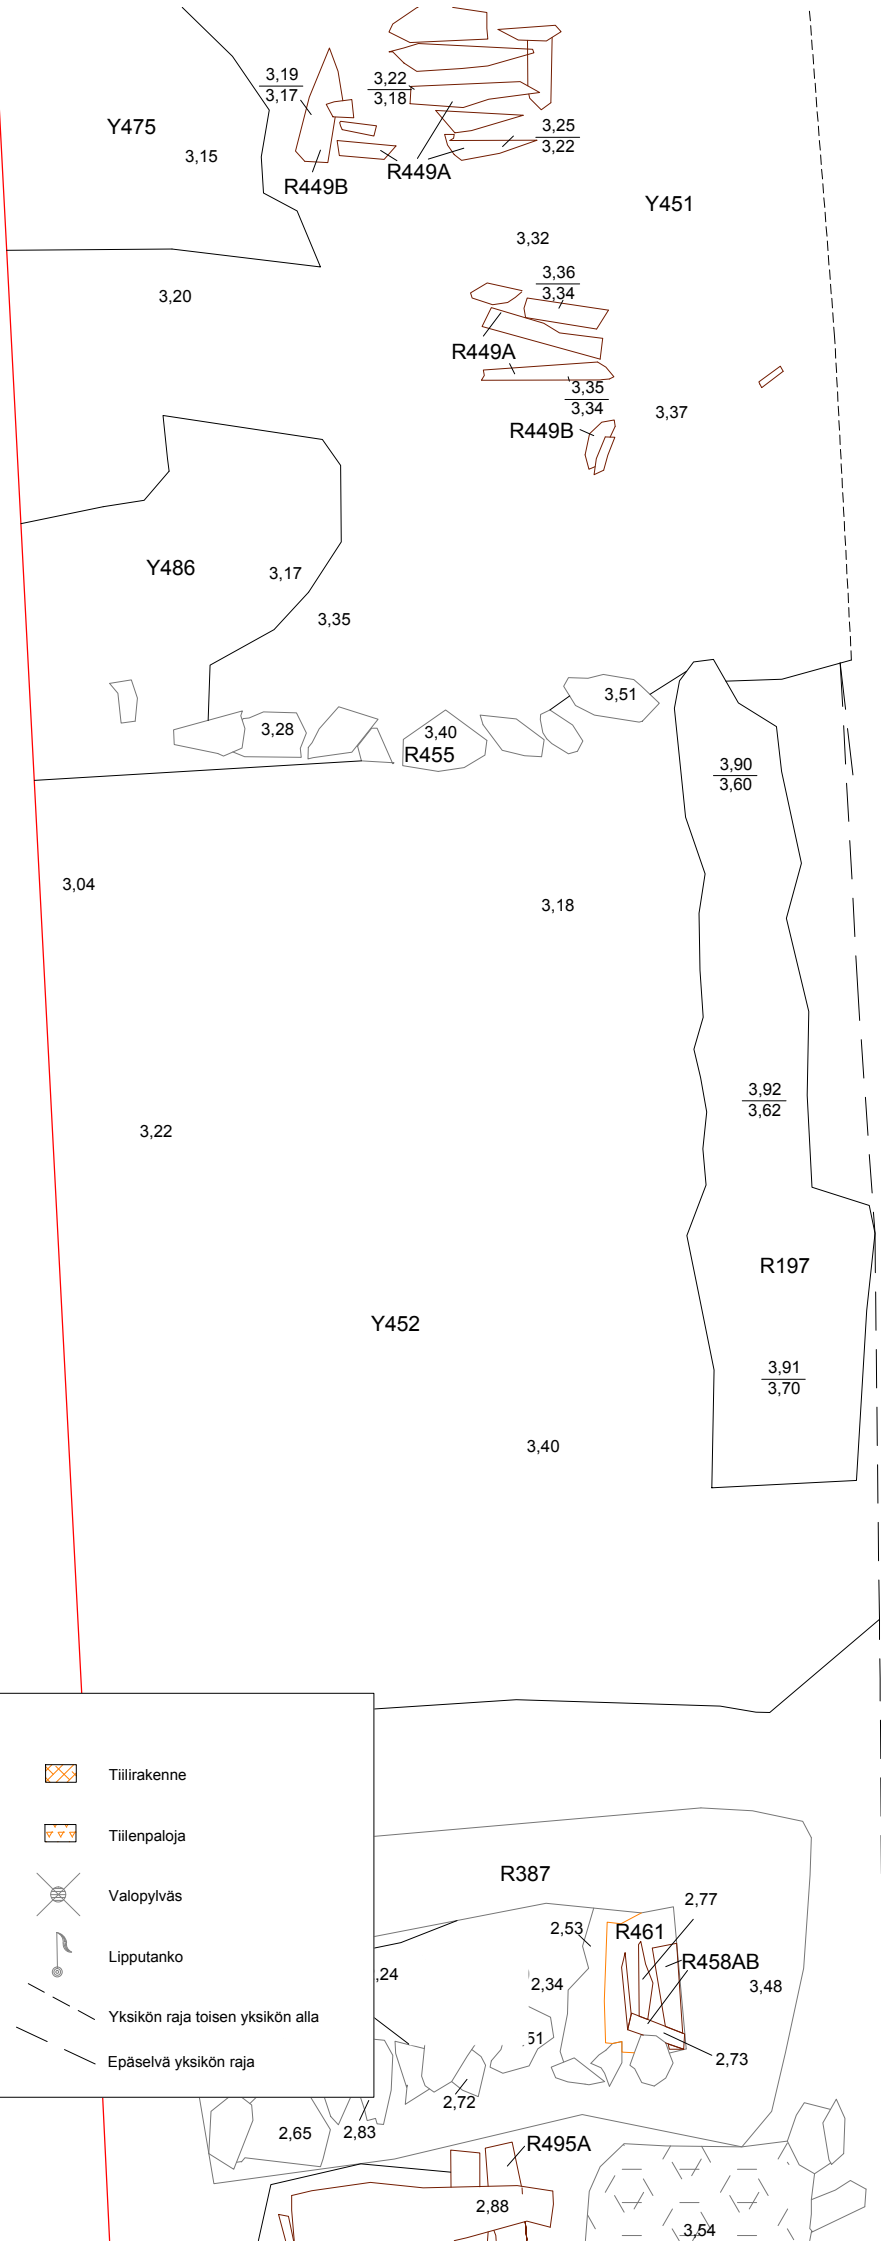 3,19
3,17
3,22
3,18
Y475
3,25
3,22
3,15
R449B
R449A
Y451
3,32
3,36
3,34
3,20
R449A
3,35
3,34
3,37
R449B
Y486
3,17
3,35
3,51
3,28
3,40
R455
3,90
3,60
3,04
3,18
3,92
3,62
3,22
R197
Y452
3,91
3,70
3,40
Tiilirakenne
Tiilenpaloja
Valopylväs
Lipputanko
Yksikön raja toisen yksikön alla
Epäselvä yksikön raja
R387
2,77
2,53
R461
R458AB
,24
2,34
3,48
51
2,73
2,72
2,65
2,83
R495A
2,88
3,54